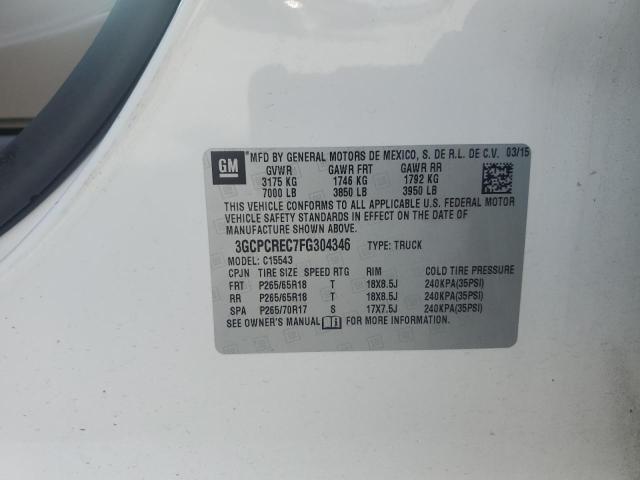 GM MFD BY GENERAL MOTORS DE MEXICO, S. DE R.L. DE C.V. 03/15
GVWR GAWR FRT GAWR RR
3175 KG 1746 KG 1792 KG
7000 LB 3850 LB 3950 LB
THIS VEHICLE CONFORMS TO ALL APPLICABLE U.S. FEDERAL MOTOR
VEHICLE SAFETY STANDARDS IN EFFECT ON THE DATE OF
MANUFACTURE SHOWN ABOVE.
3GCPCREC7FG304346 TYPE: TRUCK
MODEL: C15543
CPJN TIRE SIZE SPEED RTG RIM COLD TIRE PRESSURE
FRT P265/65R18 T 18X8.5J 240KPA(35PSI)
RR P265/65R18 T 18X8.5J 240KPA(35PSI)
SPA P265/70R17 S 17X7.5J 240KPA(35PSI)
SEE OWNER'S MANUAL FOR MORE INFORMATION.